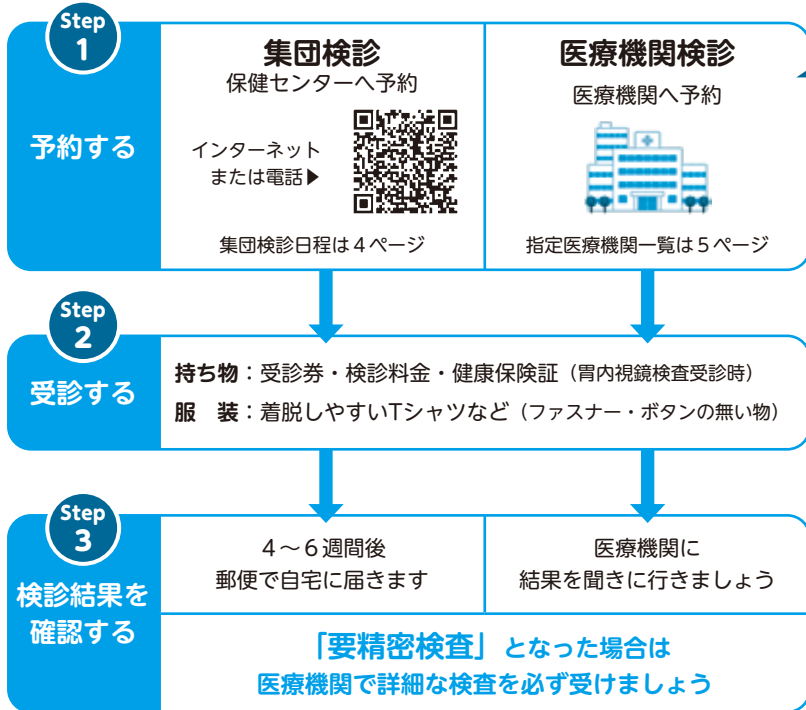 Step
1
予約する
集団検診
保健センターへ予約
インターネット
または電話▶
集団検診日程は4ページ
医療機関検診
医療機関へ予約
指定医療機関一覧は5ページ
Step
2
受診する
持ち物：受診券・検診料金・健康保険証（胃内視鏡検査受診時）
服　装：着脱しやすいTシャツなど（ファスナー・ボタンの無い物）
Step
3
検診結果を
確認する
4～6週間後
郵便で自宅に届きます
医療機関に
結果を聞きに行きましょう
「要精密検査」となった場合は
医療機関で詳細な検査を必ず受けましょう